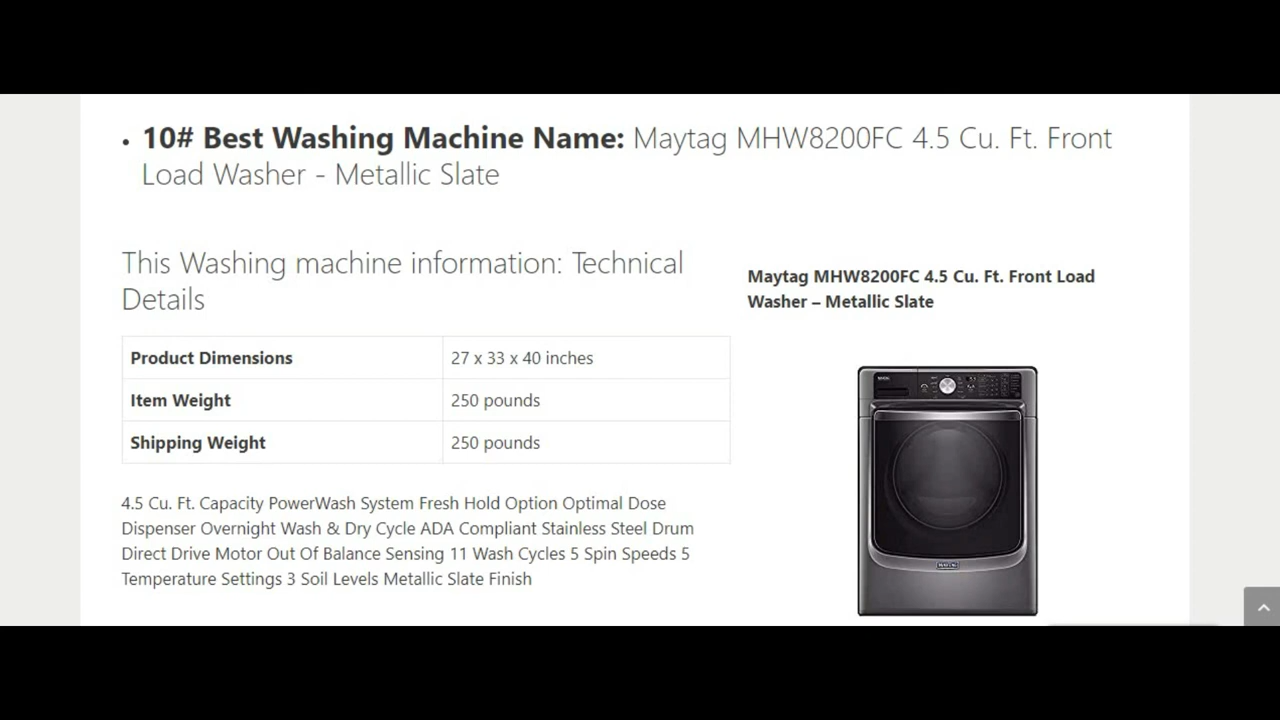 • 10# Best Washing Machine Name: Maytag MHW8200FC 4.5 Cu. Ft. Front
Load Washer - Metallic Slate
This Washing machine information: Technical
Details
Product Dimensions 27 x 33 x 40 inches
Item Weight 250 pounds
Shipping Weight 250 pounds
4.5 Cu. Ft. Capacity PowerWash System Fresh Hold Option Optimal Dose
Dispenser Overnight Wash & Dry Cycle ADA Compliant Stainless Steel Drum
Direct Drive Motor Out Of Balance Sensing 11 Wash Cycles 5 Spin Speeds 5
Temperature Settings 3 Soil Levels Metallic Slate Finish
Maytag MHW8200FC 4.5 Cu. Ft. Front Load
Washer – Metallic Slate
MAYTAG